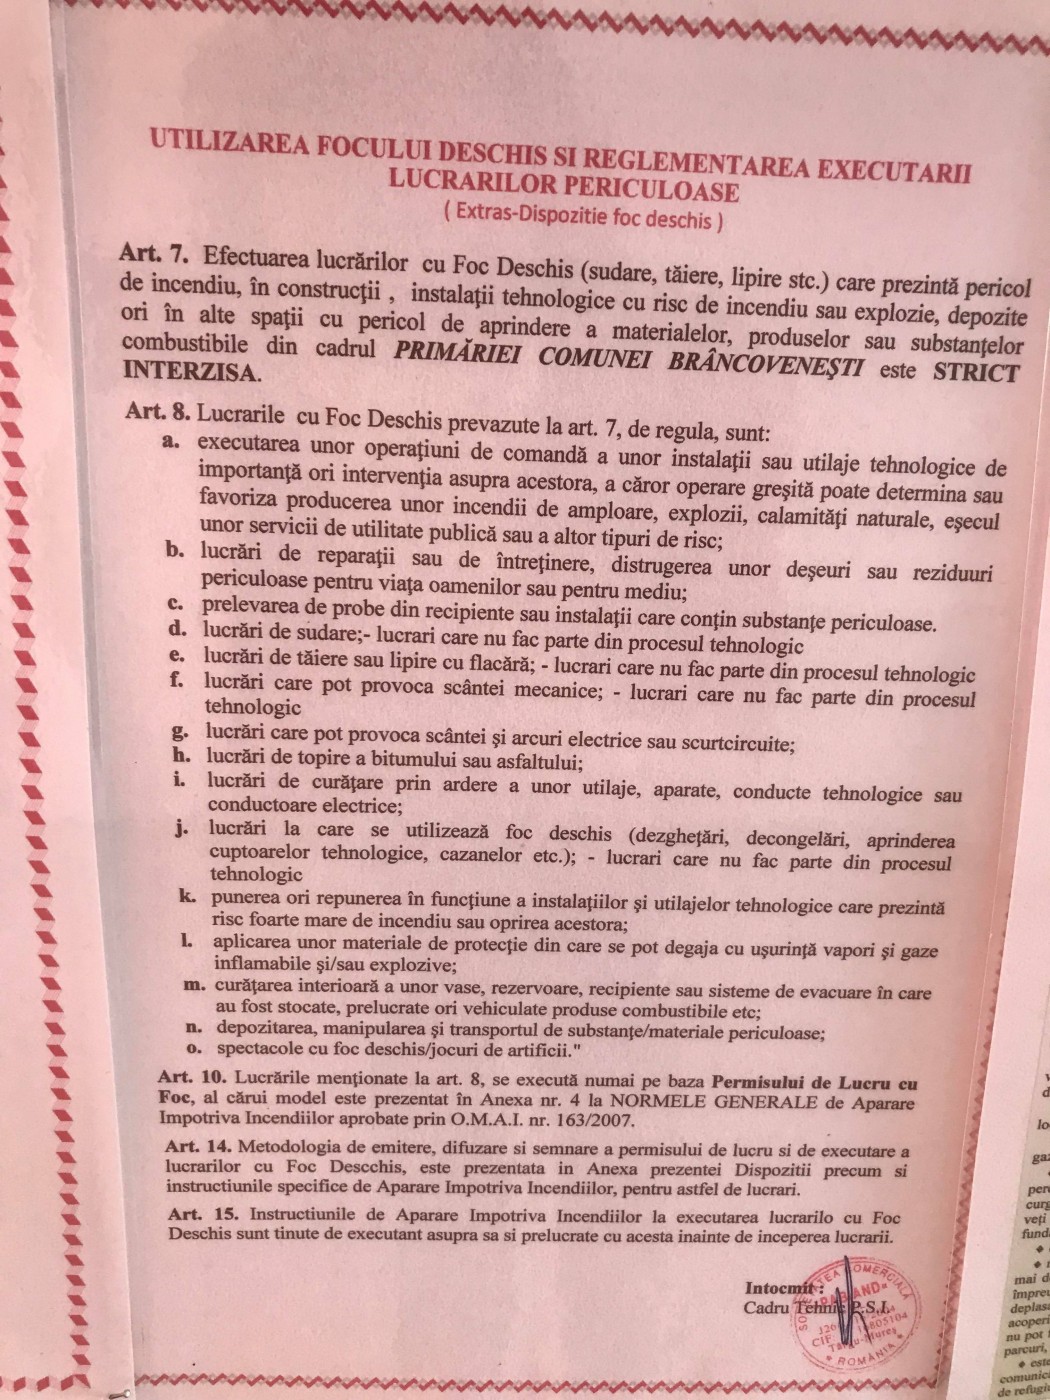 UTILIZAREA FOCULUI DESCHIS SI REGLEMENTAREA EXECUTARII
LUCRARILOR PERICULOASE
( Extras-Dispozitie foc deschis )
Art. 7. Efectuarea lucrărilor cu Foc Deschis (sudare, tăiere, lipire stc.) care prezintă pericol
de incendiu, în construcţii , instalaţii tehnologice cu risc de incendiu sau explozie, depozite
ori în alte spaţii cu pericol de aprindere a materialelor, produselor sau substanţelor
combustibile din cadrul PRIMĂRIEI COMUNEI BRÂNCOVENEŞTI este STRICT
INTERZISA.
Art. 8. Lucrarile cu Foc Deschis prevazute la art. 7, de regula, sunt:
a. executarea unor operaţiuni de comandă a unor instalaţii sau utilaje tehnologice de
importanţă ori intervenţia asupra acestora, a căror operare greşită poate determina sau
favoriza producerea unor incendii de amploare, explozii, calamităţi naturale, eşecul
unor servicii de utilitate publică sau a altor tipuri de risc;
b. lucrări de reparaţii sau de întreţinere, distrugerea unor deşeuri sau reziduuri
periculoase pentru viaţa oamenilor sau pentru mediu;
c. prelevarea de probe din recipiente sau instalaţii care conţin substanţe periculoase.
d. lucrări de sudare;- lucrari care nu fac parte din procesul tehnologic
e. lucrări de tăiere sau lipire cu flacără; - lucrari care nu fac parte din procesul tehnologic
f. lucrări care pot provoca scântei mecanice; - lucrari care nu fac parte din procesul
tehnologic
g. lucrări care pot provoca scântei şi arcuri electrice sau scurtcircuite;
h. lucrări de topire a bitumului sau asfaltului;
i. lucrări de curăţare prin ardere a unor utilaje, aparate, conducte tehnologice sau
conductoare electrice;
j. lucrări la care se utilizează foc deschis (dezgheţări, decongelări, aprinderea
cuptoarelor tehnologice, cazanelor etc.); - lucrari care nu fac parte din procesul
tehnologic
k. punerea ori repunerea în funcţiune a instalaţiilor şi utilajelor tehnologice care prezintă
risc foarte mare de incendiu sau oprirea acestora;
l. aplicarea unor materiale de protecţie din care se pot degaja cu uşurinţă vapori şi gaze
inflamabile şi/sau explozive;
m. curăţarea interioară a unor vase, rezervoare, recipiente sau sisteme de evacuare în care
au fost stocate, prelucrate ori vehiculate produse combustibile etc;
n. depozitarea, manipularea şi transportul de substanţe/materiale periculoase;
o. spectacole cu foc deschis/jocuri de artificii."
Art. 10. Lucrările menţionate la art. 8, se execută numai pe baza Permisului de Lucru cu
Foc, al cărui model este prezentat în Anexa nr. 4 la NORMELE GENERALE de Aparare
Impotriva Incendiilor aprobate prin O.M.A.I. nr. 163/2007.
Art. 14. Metodologia de emitere, difuzare si semnare a permisului de lucru si de executare a
lucrarilor cu Foc Descchis, este prezentata in Anexa prezentei Dispozitii precum si
instructiunile specifice de Aparare Impotriva Incendiilor, pentru astfel de lucrari.
Art. 15. Instructiunile de Aparare Impotriva Incendiilor la executarea lucrarilo cu Foc
Deschis sunt tinute de executant asupra sa si prelucrate cu acesta inainte de inceperea lucrarii.
Intocmit :
Cadru Tehnic P.S.I.
SOCIETATEA COMERCIALĂ
CIF
Târgu-Mureş
* ROMÂNIA *
lo
mai d
nu pot
parcuri,
este
comunic
de refugi